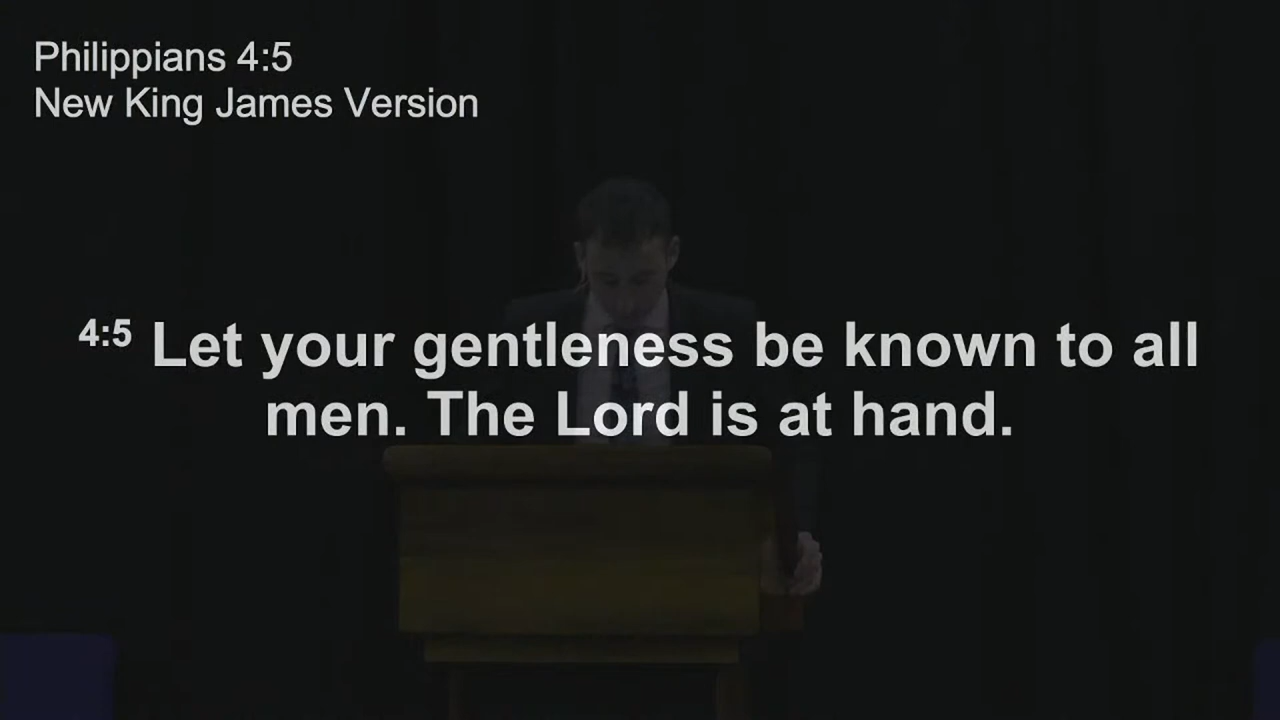 Philippians 4:5
New King James Version
4:5 Let your gentleness be known to all
men. The Lord is at hand.